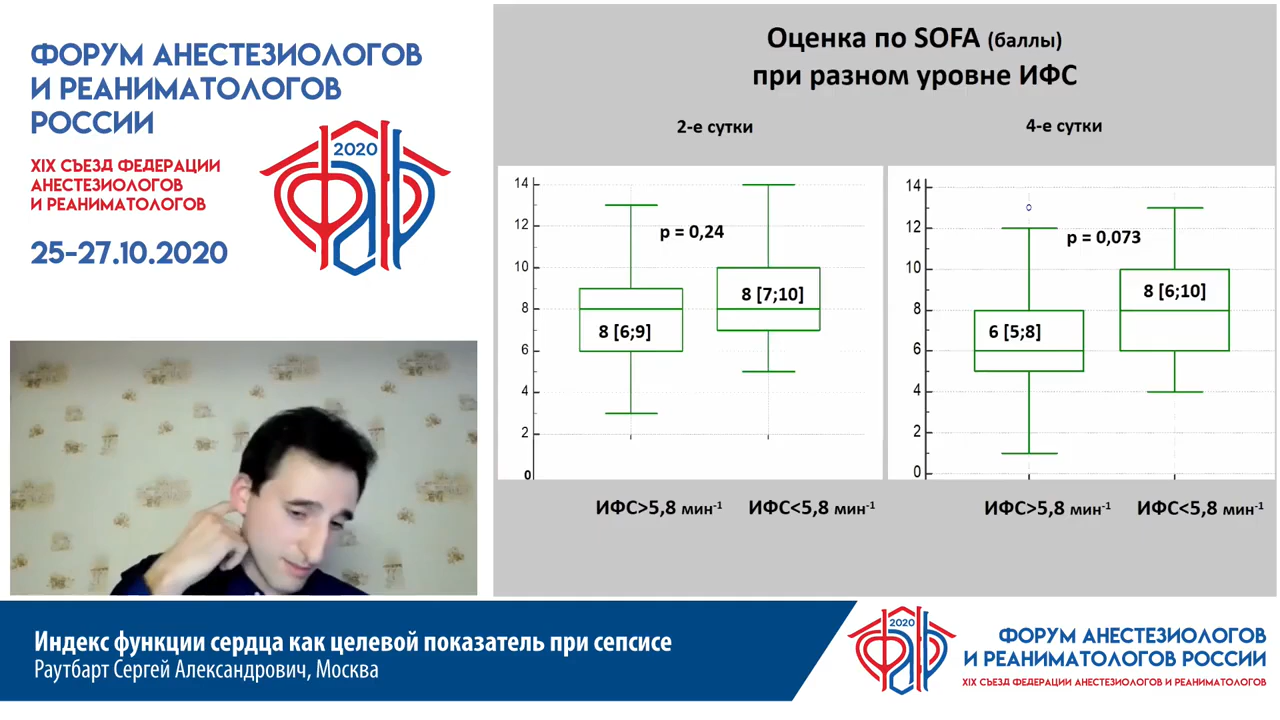 ФОРУМ АНЕСТЕЗИОЛОГОВ
И РЕАНИМАТОЛОГОВ
РОССИИ
XIX СЪЕЗД ФЕДЕРАЦИИ
АНЕСТЕЗИОЛОГОВ
И РЕАНИМАТОЛОГОВ
25-27.10.2020
2020
ФАР
Оценка по SOFA (баллы)
при разном уровне ИФС
2-е сутки
14
12
10
8
6
4
2
0
p = 0,24
8 [6;9]
8 [7;10]
ИФС>5,8 мин-1
ИФС<5,8 мин-1
4-е сутки
14
12
10
8
6
4
2
0
p = 0,073
6 [5;8]
8 [6;10]
ИФС>5,8 мин-1
ИФС<5,8 мин-1
Индекс функции сердца как целевой показатель при сепсисе
Раутбарт Сергей Александрович, Москва
2020
ФАР
ФОРУМ АНЕСТЕЗИОЛОГОВ
И РЕАНИМАТОЛОГОВ РОССИИ
XIX СЪЕЗД ФЕДЕРАЦИИ АНЕСТЕЗИОЛОГОВ И РЕАНИМАТОЛОГОВ